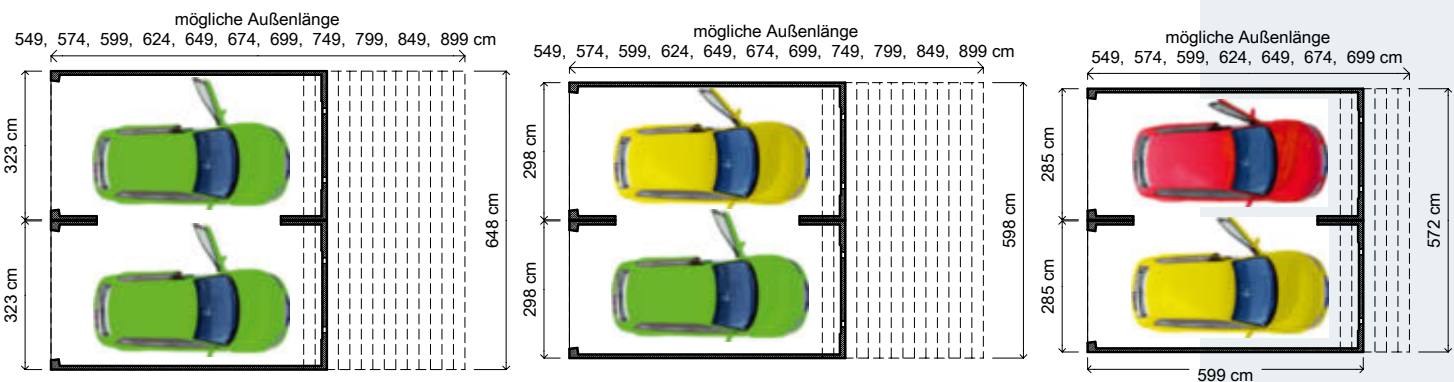 mögliche Außenlänge
549, 574, 599, 624, 649, 674, 699, 749, 799, 849, 899 cm
323 cm
323 cm
648 cm
mögliche Außenlänge
549, 574, 599, 624, 649, 674, 699, 749, 799, 849, 899 cm
298 cm
298 cm
598 cm
mögliche Außenlänge
549, 574, 599, 624, 649, 674, 699 cm
285 cm
285 cm
572 cm
599 cm